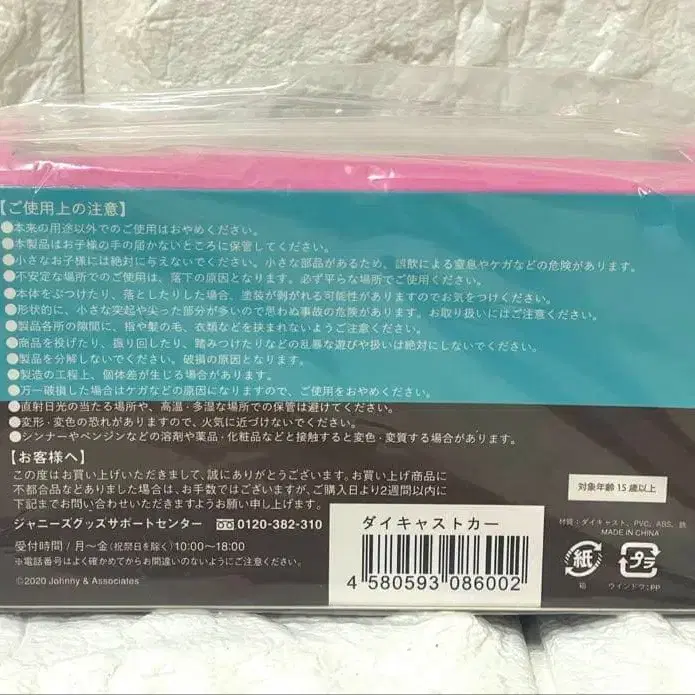 【ご使用上の注意】
●本来の用途以外でのご使用はおやめください。
●本製品はお子様の手の届かないところに保管してください。
●小さなお子様には絶対に与えないでください。小さな部品があるため、誤飲による窒息やケガなどの危険があります。
●不安定な場所でのご使用は、落下の原因となります。必ず平らな場所でご使用ください。
●本体をぶつけたり、落としたりした場合、塗装が剥がれる可能性がありますのでお気をつけください。
●形状的に、小さな突起や尖った部分が多いので思わぬ事故の危険があります。お取り扱いにはご注意ください。
●製品各所の隙間に、指や髪の毛、衣類などを挟まれないようご注意ください。
●商品を投げたり、振り回したり、踏みつけたりなどの乱暴な遊びや扱いは絶対にしないでください。
●製品を分解しないでください。破損の原因となります。
●製造の工程上、個体差が生じる場合があります。
●万一破損した場合はケガなどの原因になりますので、ご使用をおやめください。
●直射日光の当たる場所や、高温・多湿な場所での保管は避けてください。
●変形・変色の恐れがありますので、火気に近づけないでください。
●シンナーやベンジンなどの溶剤や薬品・化粧品などと接触すると変色・変質する場合があります。
【お客様へ】
この度はお買い上げいただきまして、誠にありがとうございます。お買い上げ商品に
不都合品などありました場合は、お手数ではございますが、ご購入日より2週間以内に
下記までお問い合わせいただきますようお願い申し上げます。
ジャニーズグッズサポートセンター 0120-382-310
受付時間/月〜金(祝祭日を除く)10:00〜18:00
※電話番号はよく確かめてからお間違いのないようにご注意ください。
©2020 Johnny & Associates
ダイキャストカー
4 580593 086002
対象年齢15歳以上
材質:ダイキャスト、PVC、ABS、鉄
MADE IN CHINA
紙
箱
プラ
ウインドウ:PP